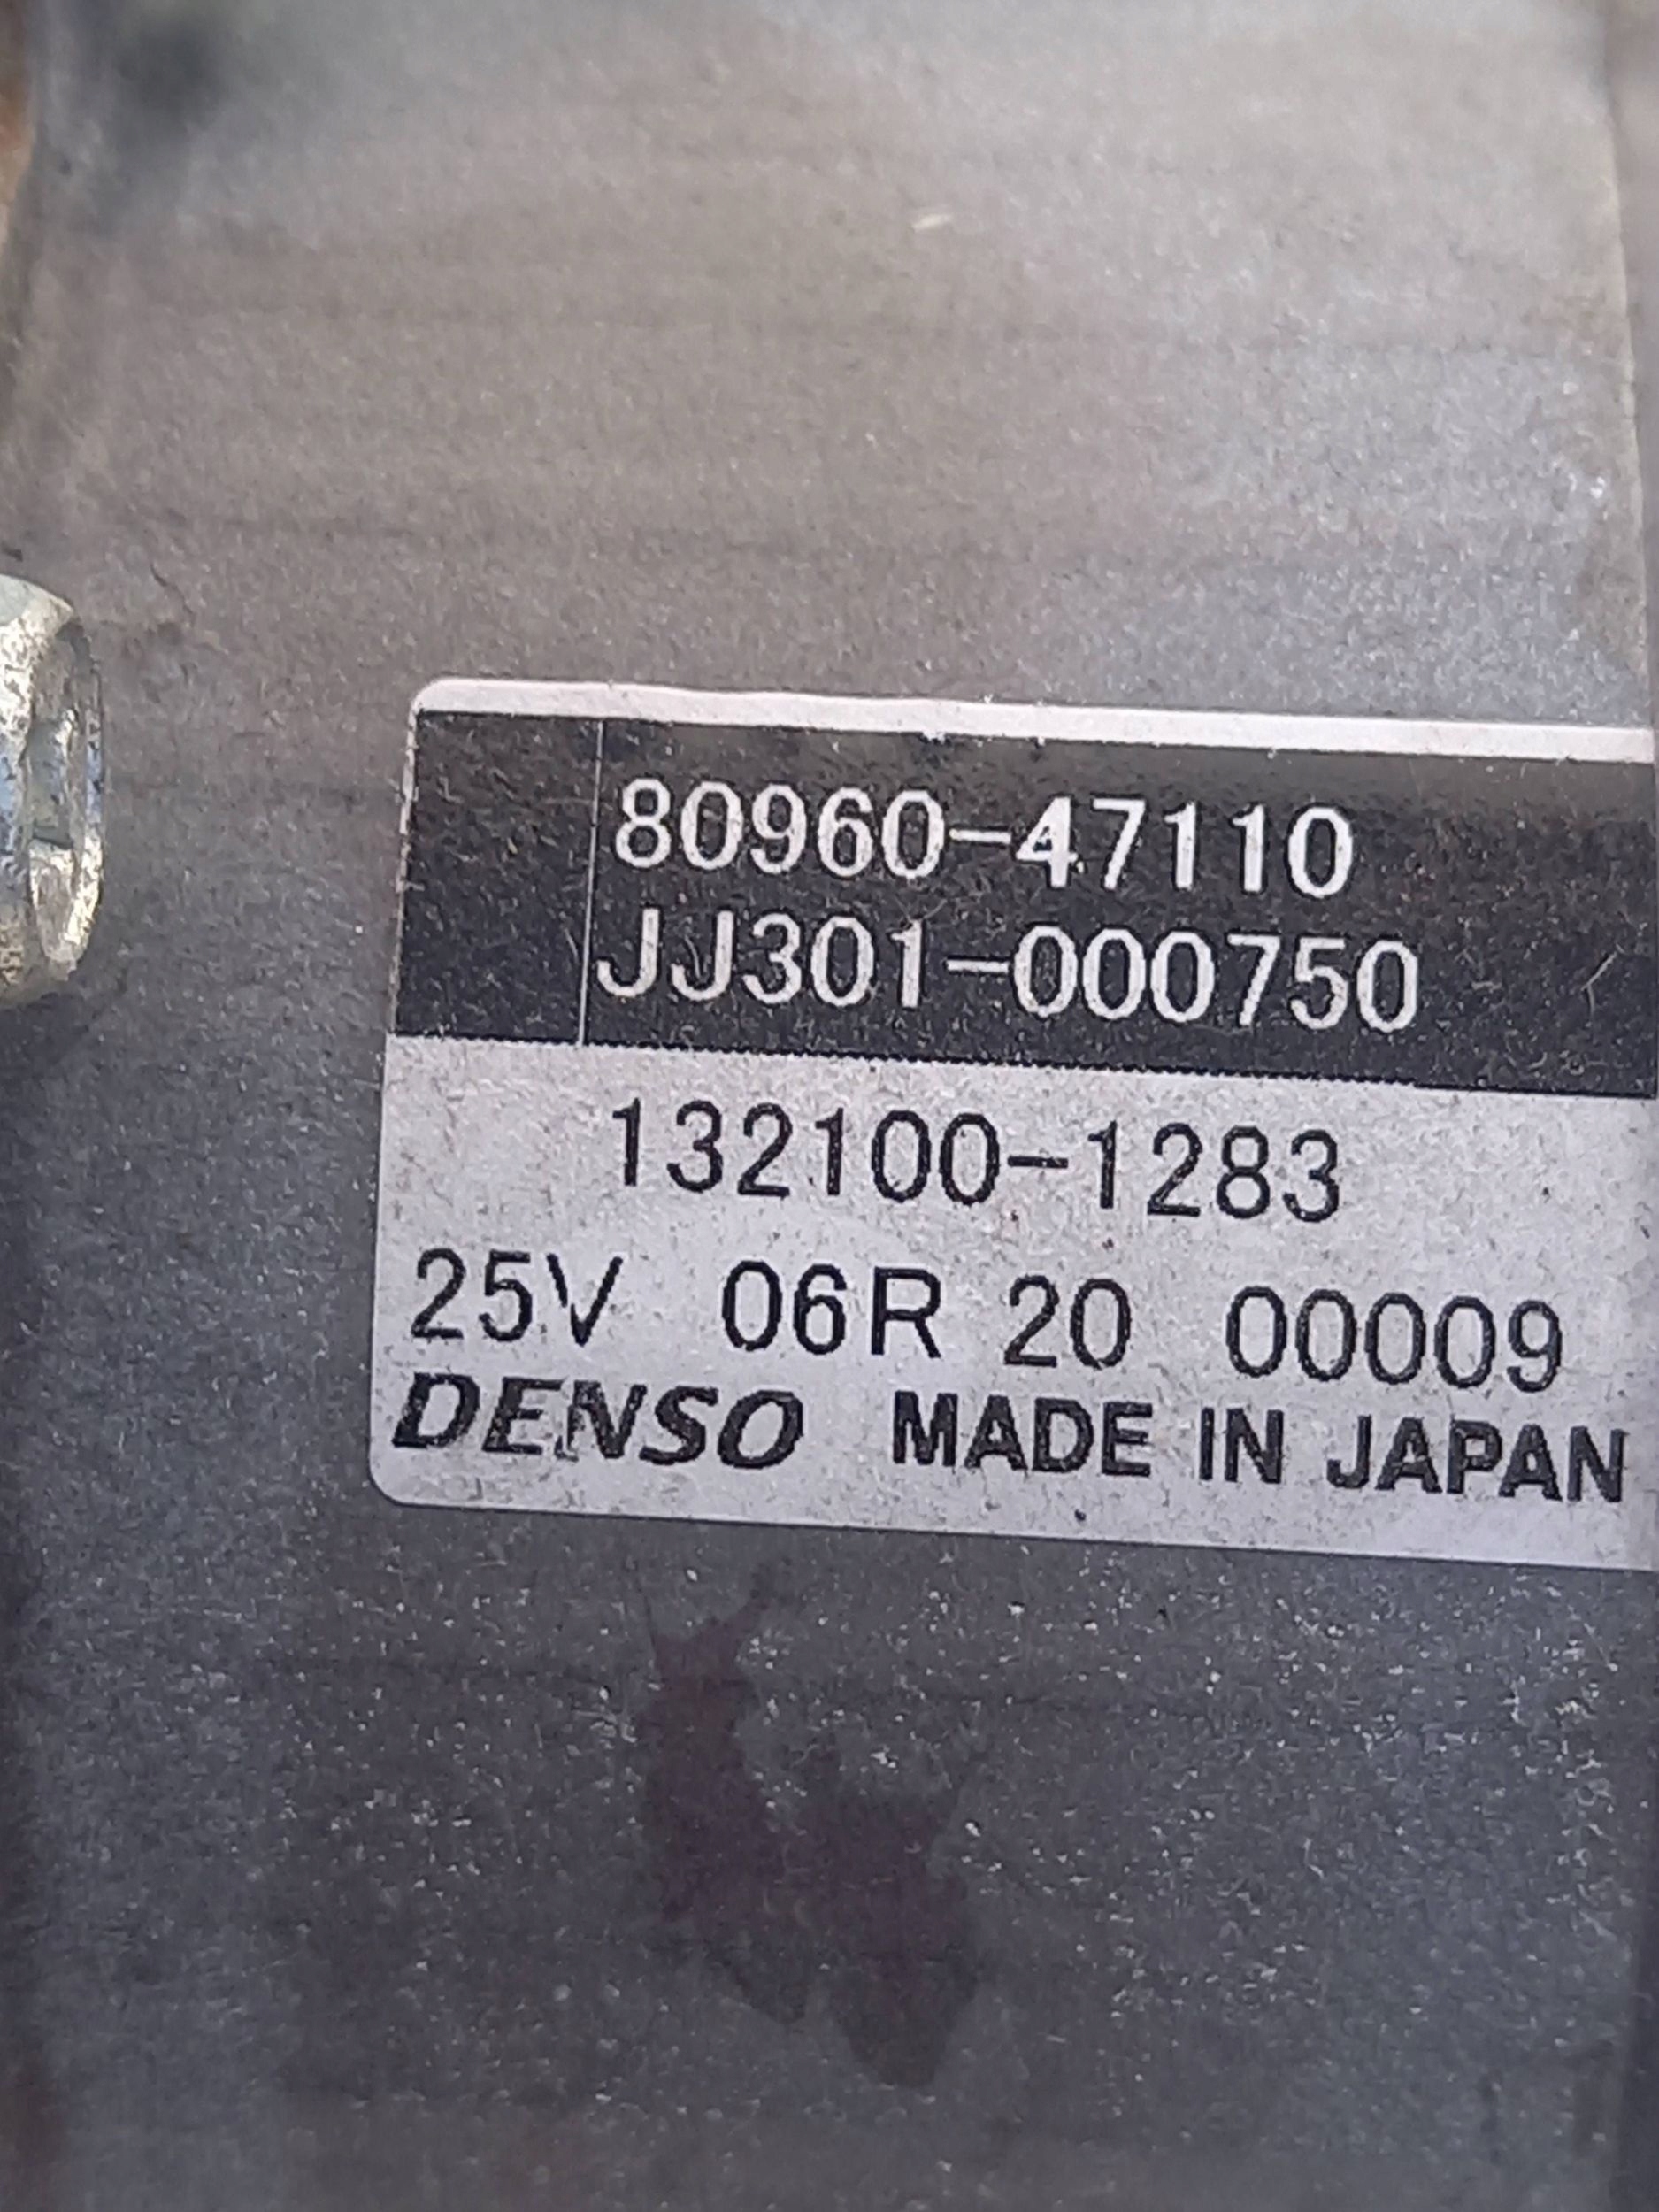 80960-47110
JJ301-000750
132100-1283
25V 06R 20 00009
DENSO MADE IN JAPAN